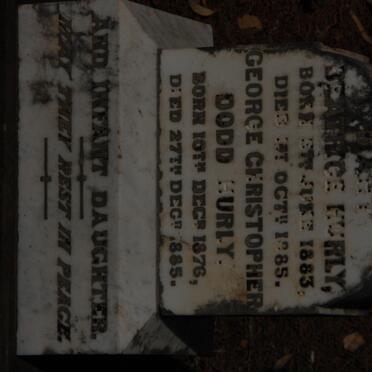 HURLY,
BORN JUNE 1883,
DIED 1ST OCTR 1885.
GEORGE CHRISTOPHER
DODD HURLY.
BORN 10TH DECR 1876,
DIED 27TH DECR 1885.
AND INFANT DAUGHTER.
MAY THEY REST IN PEACE.